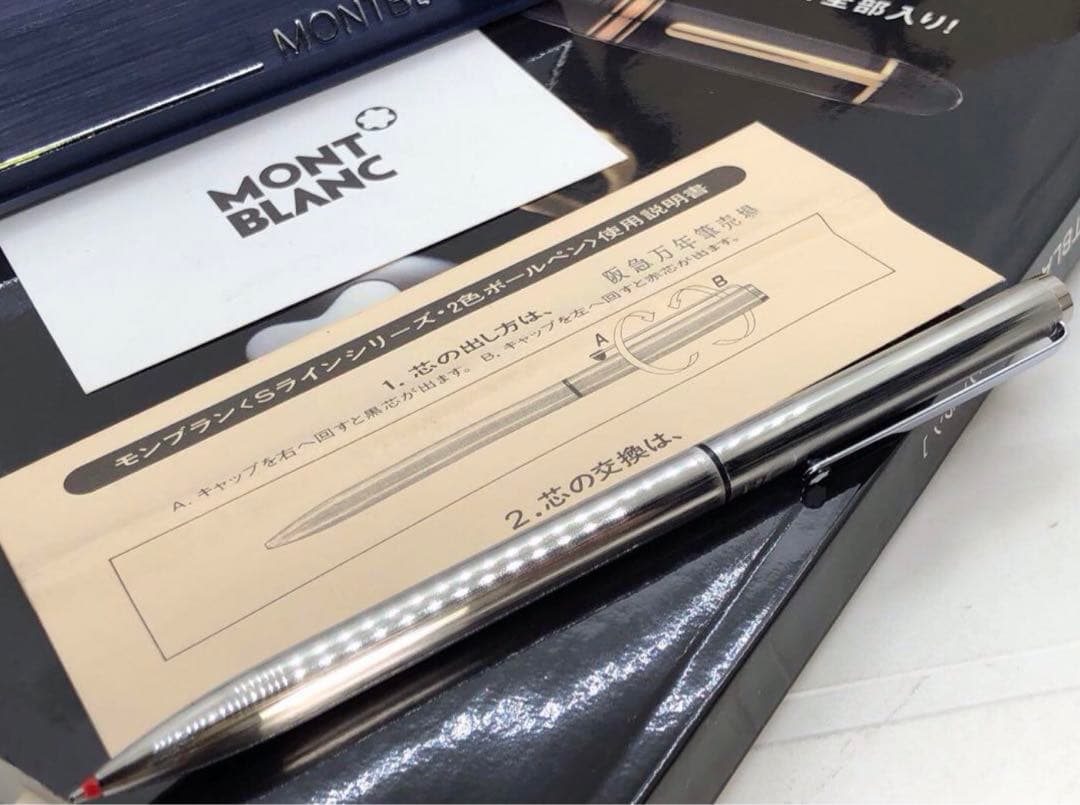 MONTB
全部入り!
MONT
BLANC
モンブラン〈Sラインシリーズ・2色ボールペン〉使用説明書
阪急万年筆売場
1. 芯の出し方は、
A. キャップを右へ回すと黒芯が出ます。 B. キャップを左へ回すと赤芯が出ます。
A
B
2. 芯の交換は、